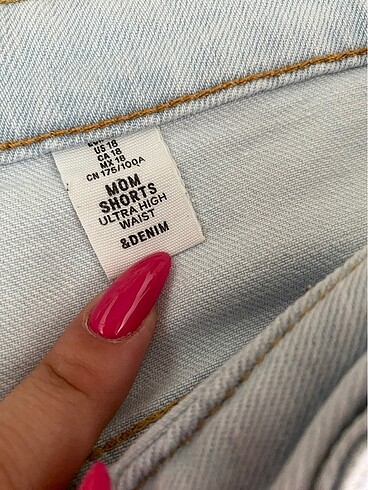 US 18
CA 18
MX 18
CN 175/100A
MOM
SHORTS
ULTRA HIGH
WAIST
&DENIM